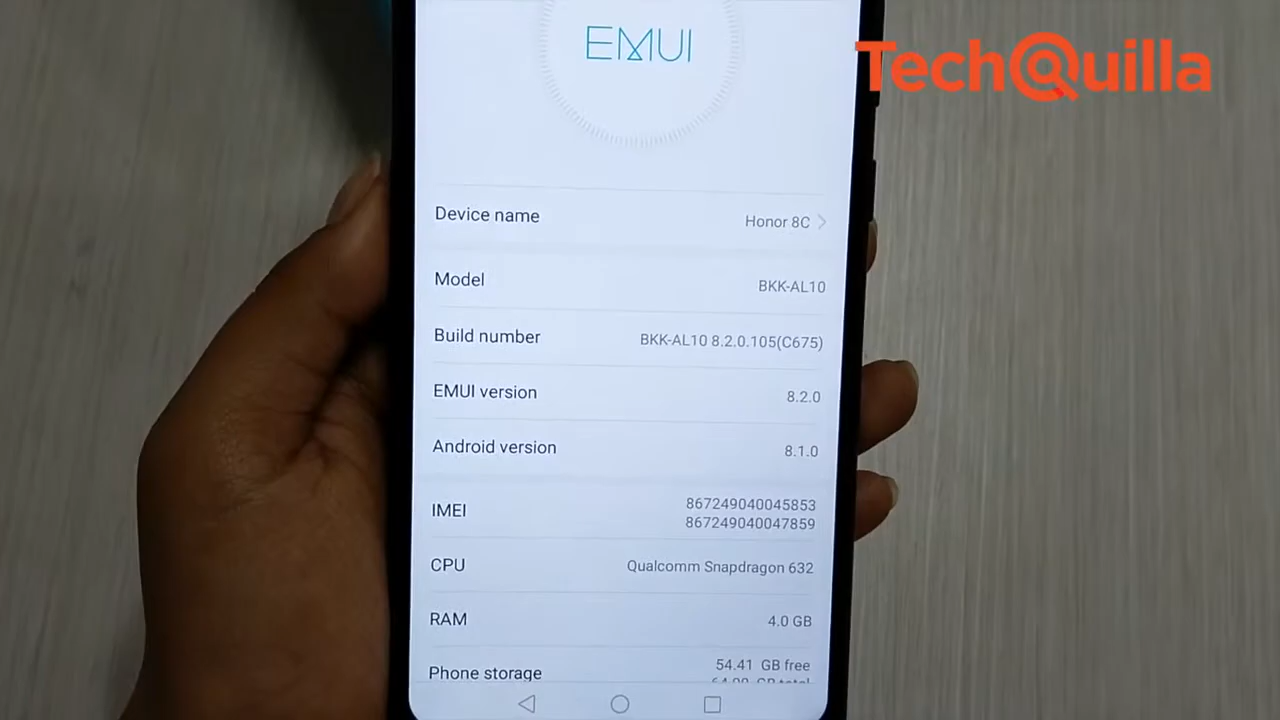 EMUI
TechQuilla
Device name Honor 8C
Model BKK-AL10
Build number BKK-AL10 8.2.0.105(C675)
EMUI version 8.2.0
Android version 8.1.0
IMEI 867249040045853
867249040047859
CPU Qualcomm Snapdragon 632
RAM 4.0 GB
Phone storage 54.41 GB free